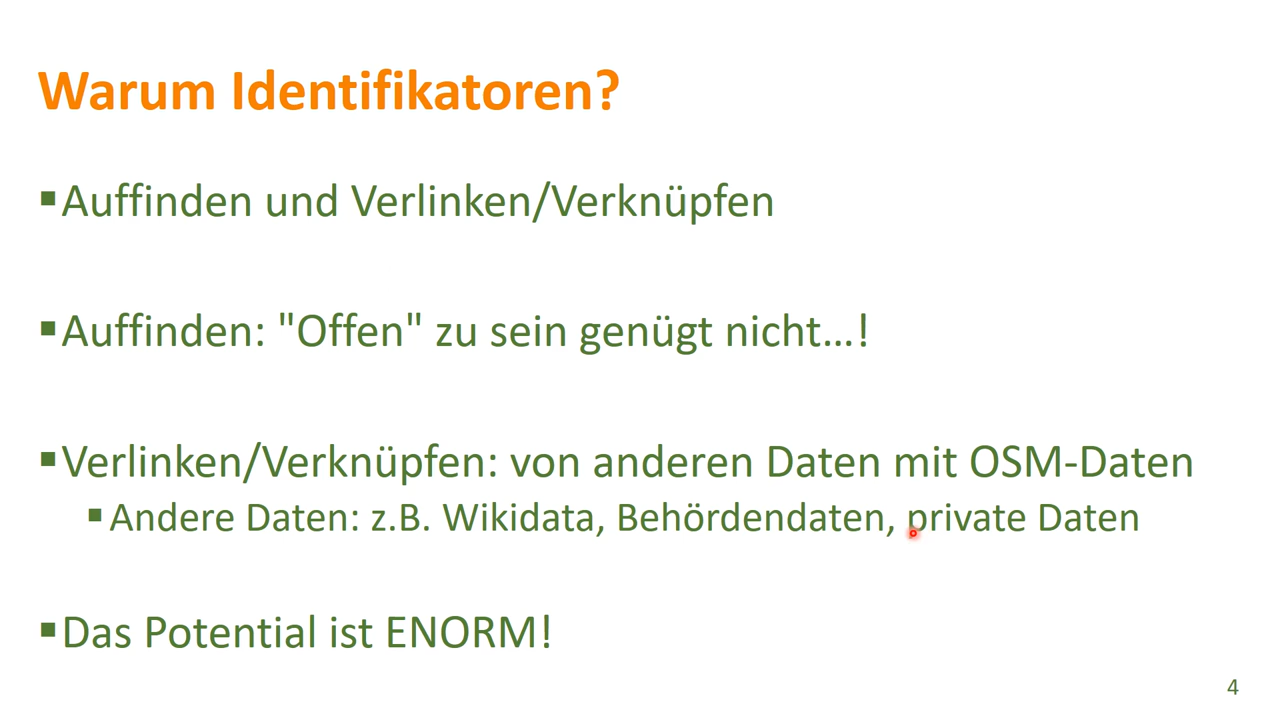 Warum Identifikatoren?
▪Auffinden und Verlinken/Verknüpfen
▪Auffinden: "Offen" zu sein genügt nicht…!
▪Verlinken/Verknüpfen: von anderen Daten mit OSM-Daten
▪Andere Daten: z.B. Wikidata, Behördendaten, private Daten
▪Das Potential ist ENORM!
4